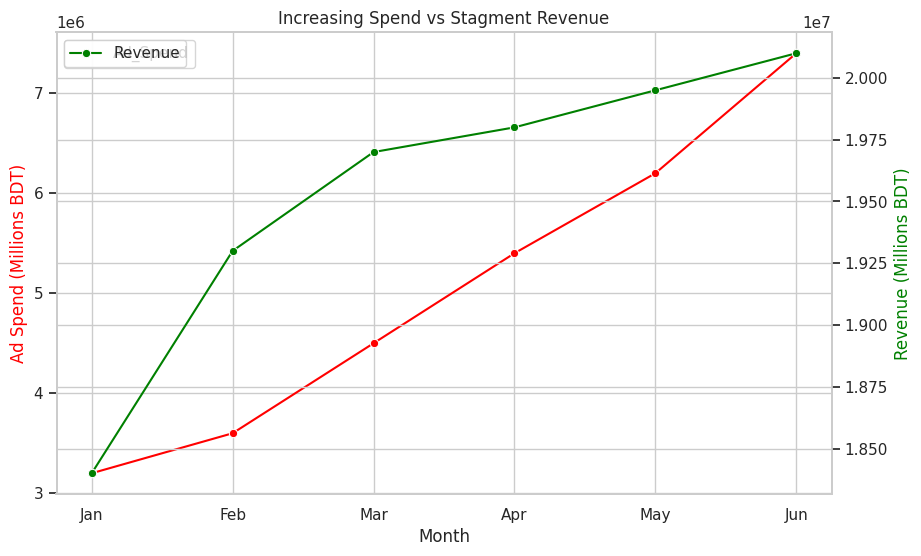 Increasing Spend vs Stagment Revenue
1e6
1e7
Revenue
Ad Spend (Millions BDT)
7
6
5
4
3
2.000
1.975
1.950
1.925
1.900
1.875
1.850
Revenue (Millions BDT)
Jan Feb Mar Apr May Jun
Month